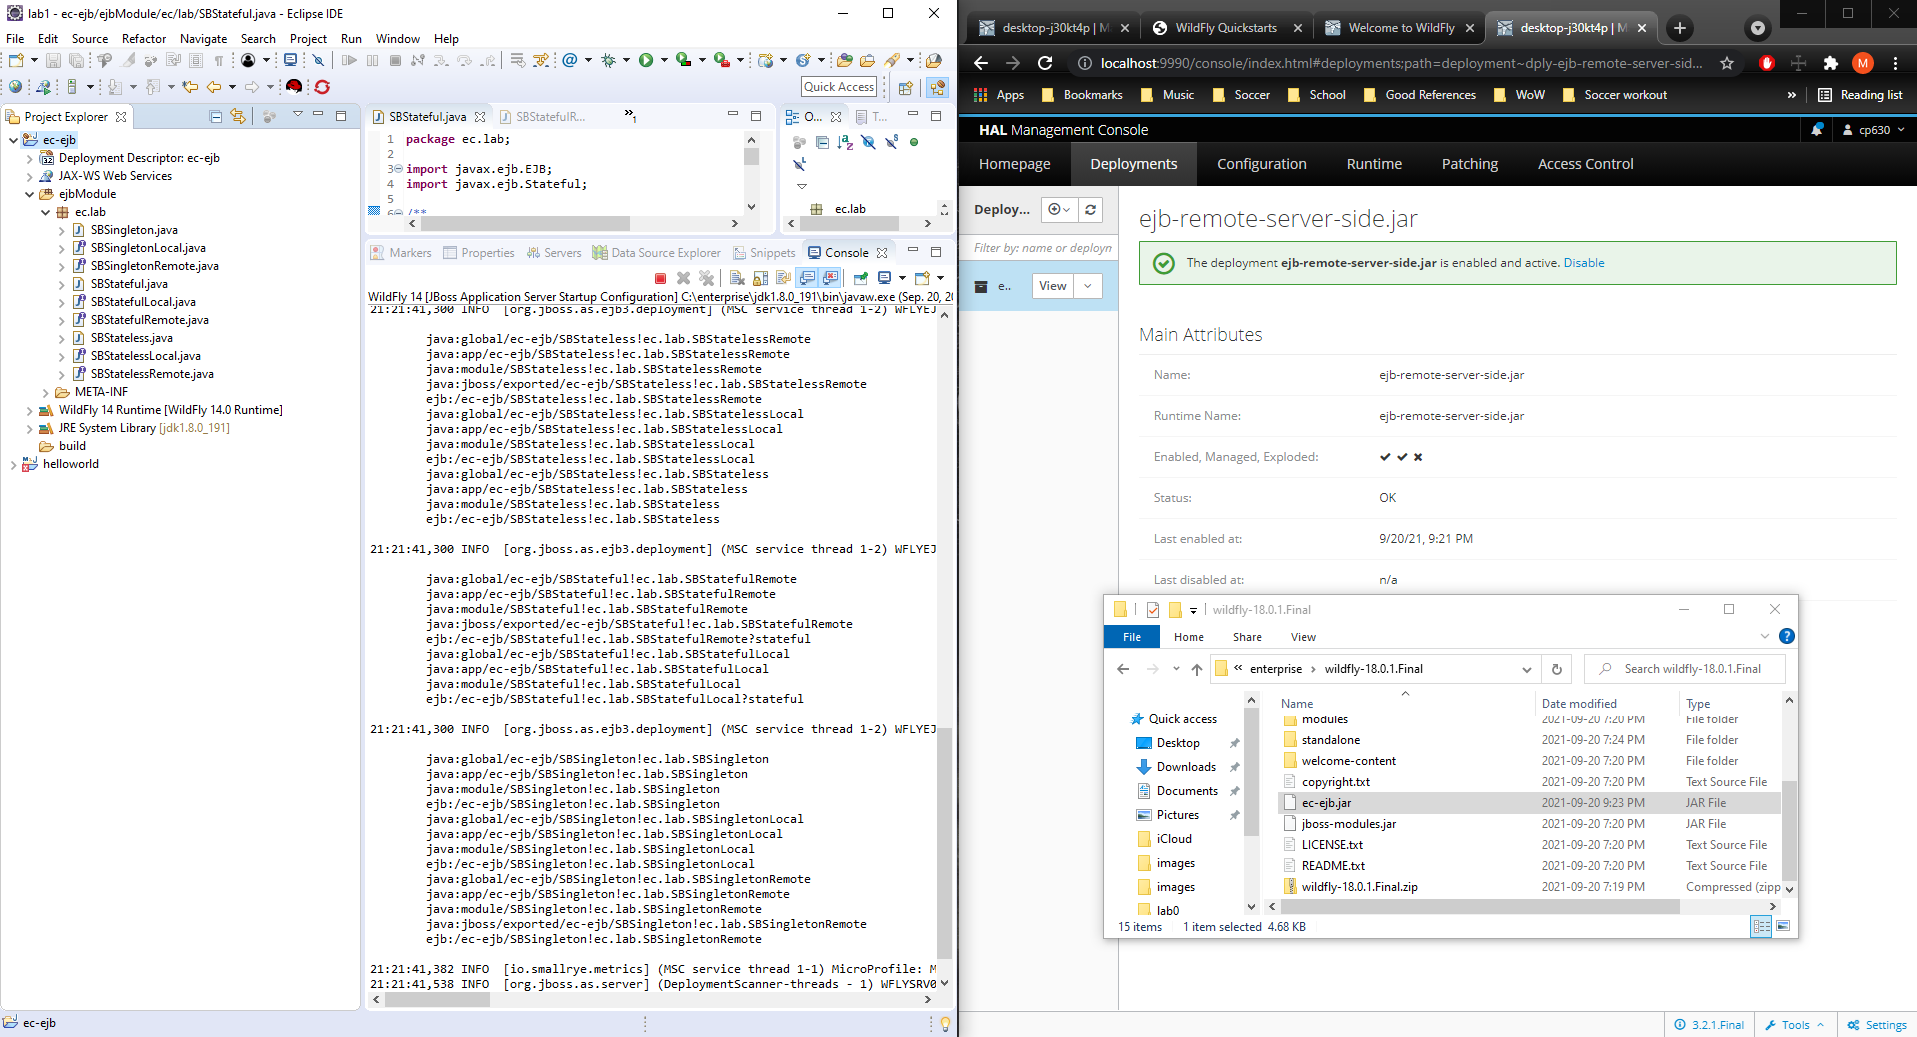 lab1 - ec-ejb/ejbModule/ec/lab/SBStateful.java - Eclipse IDE
File Edit Source Refactor Navigate Search Project Run Window Help
Quick Access
Project Explorer
ec-ejb
Deployment Descriptor: ec-ejb
JAX-WS Web Services
ejbModule
ec.lab
SBSingleton.java
SBSingletonLocal.java
SBSingletonRemote.java
SBStateful.java
SBStatefulLocal.java
SBStatefulRemote.java
SBStateless.java
SBStatelessLocal.java
SBStatelessRemote.java
META-INF
WildFly 14 Runtime [WildFly 14.0 Runtime]
JRE System Library [jdk1.8.0_191]
build
helloworld
SBStateful.java SBStatefulR... »1
1 package ec.lab;
2
3 import javax.ejb.EJB;
4 import javax.ejb.Stateful;
5
6 /**
O... T...
ec.lab
Markers Properties Servers Data Source Explorer Snippets Console
WildFly 14 [JBoss Application Server Startup Configuration] C:\enterprise\jdk1.8.0_191\bin\javaw.exe (Sep. 20, 20
21:21:41,300 INFO [org.jboss.as.ejb3.deployment] (MSC service thread 1-2) WFLYEJ
java:global/ec-ejb/SBStateless!ec.lab.SBStatelessRemote
java:app/ec-ejb/SBStateless!ec.lab.SBStatelessRemote
java:module/SBStateless!ec.lab.SBStatelessRemote
java:jboss/exported/ec-ejb/SBStateless!ec.lab.SBStatelessRemote
ejb:/ec-ejb/SBStateless!ec.lab.SBStatelessRemote
java:global/ec-ejb/SBStateless!ec.lab.SBStatelessLocal
java:app/ec-ejb/SBStateless!ec.lab.SBStatelessLocal
java:module/SBStateless!ec.lab.SBStatelessLocal
ejb:/ec-ejb/SBStateless!ec.lab.SBStatelessLocal
java:global/ec-ejb/SBStateless!ec.lab.SBStateless
java:app/ec-ejb/SBStateless!ec.lab.SBStateless
java:module/SBStateless!ec.lab.SBStateless
ejb:/ec-ejb/SBStateless!ec.lab.SBStateless
21:21:41,300 INFO [org.jboss.as.ejb3.deployment] (MSC service thread 1-2) WFLYEJ
java:global/ec-ejb/SBStateful!ec.lab.SBStatefulRemote
java:app/ec-ejb/SBStateful!ec.lab.SBStatefulRemote
java:module/SBStateful!ec.lab.SBStatefulRemote
java:jboss/exported/ec-ejb/SBStateful!ec.lab.SBStatefulRemote
ejb:/ec-ejb/SBStateful!ec.lab.SBStatefulRemote?stateful
java:global/ec-ejb/SBStateful!ec.lab.SBStatefulLocal
java:app/ec-ejb/SBStateful!ec.lab.SBStatefulLocal
java:module/SBStateful!ec.lab.SBStatefulLocal
ejb:/ec-ejb/SBStateful!ec.lab.SBStatefulLocal?stateful
21:21:41,300 INFO [org.jboss.as.ejb3.deployment] (MSC service thread 1-2) WFLYEJ
java:global/ec-ejb/SBSingleton!ec.lab.SBSingleton
java:app/ec-ejb/SBSingleton!ec.lab.SBSingleton
java:module/SBSingleton!ec.lab.SBSingleton
ejb:/ec-ejb/SBSingleton!ec.lab.SBSingleton
java:global/ec-ejb/SBSingleton!ec.lab.SBSingletonLocal
java:app/ec-ejb/SBSingleton!ec.lab.SBSingletonLocal
java:module/SBSingleton!ec.lab.SBSingletonLocal
ejb:/ec-ejb/SBSingleton!ec.lab.SBSingletonLocal
java:global/ec-ejb/SBSingleton!ec.lab.SBSingletonRemote
java:app/ec-ejb/SBSingleton!ec.lab.SBSingletonRemote
java:module/SBSingleton!ec.lab.SBSingletonRemote
java:jboss/exported/ec-ejb/SBSingleton!ec.lab.SBSingletonRemote
ejb:/ec-ejb/SBSingleton!ec.lab.SBSingletonRemote
21:21:41,382 INFO [io.smallrye.metrics] (MSC service thread 1-1) MicroProfile: M
21:21:41,538 INFO [org.jboss.as.server] (DeploymentScanner-threads - 1) WFLYSRV0
ec-ejb
desktop-j30kt4p | M WildFly Quickstarts Welcome to WildFly desktop-j30kt4p | M
localhost:9990/console/index.html#deployments;path=deployment~dply-ejb-remote-server-sid... M
Apps Bookmarks Music Soccer School Good References WoW Soccer workout » Reading list
HAL Management Console cp630
Homepage Deployments Configuration Runtime Patching Access Control
Deploy...
Filter by: name or deployn
e.. View
ejb-remote-server-side.jar
The deployment ejb-remote-server-side.jar is enabled and active. Disable
Main Attributes
Name: ejb-remote-server-side.jar
Runtime Name: ejb-remote-server-side.jar
Enabled, Managed, Exploded:
Status: OK
Last enabled at: 9/20/21, 9:21 PM
Last disabled at: n/a
wildfly-18.0.1.Final
File Home Share View
« enterprise › wildfly-18.0.1.Final Search wildfly-18.0.1.Final
Quick access
Desktop
Downloads
Documents
Pictures
iCloud
images
images
lab0
Name Date modified Type
modules 2021-09-20 7:20 PM File folder
standalone 2021-09-20 7:24 PM File folder
welcome-content 2021-09-20 7:20 PM File folder
copyright.txt 2021-09-20 7:20 PM Text Source File
ec-ejb.jar 2021-09-20 9:23 PM JAR File
jboss-modules.jar 2021-09-20 7:20 PM JAR File
LICENSE.txt 2021-09-20 7:20 PM Text Source File
README.txt 2021-09-20 7:20 PM Text Source File
wildfly-18.0.1.Final.zip 2021-09-20 7:19 PM Compressed (zipp
15 items 1 item selected 4.68 KB
3.2.1.Final Tools Settings